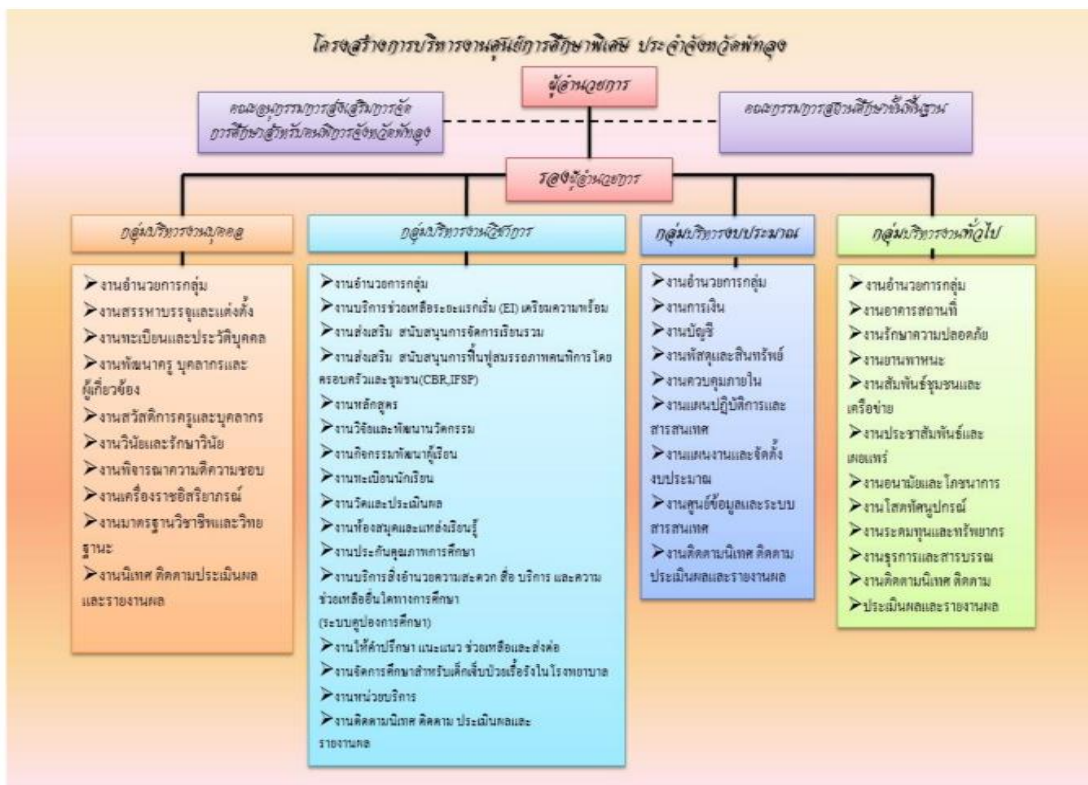 โครงสร้างการบริหารงานศูนย์การศึกษาพิเศษ ประจำจังหวัดพัทลุง
ผู้อำนวยการ
คณะอนุกรรมการส่งเสริมการจัด
การศึกษาสำหรับคนพิการจังหวัดพัทลุง
คณะกรรมการสถานศึกษาขั้นพื้นฐาน
รองผู้อำนวยการ
กลุ่มบริหารงานบุคคล
➢งานอำนวยการกลุ่ม
➢งานสรรหาบรรจุและแต่งตั้ง
➢งานทะเบียนและประวัติบุคคล
➢งานพัฒนาครู บุคลากรและ
ผู้เกี่ยวข้อง
➢งานสวัสดิการครูและบุคลากร
➢งานวินัยและรักษาวินัย
➢งานพิจารณาความดีความชอบ
➢งานเครื่องราชอิสริยาภรณ์
➢งานมาตรฐานวิชาชีพและวิทย
ฐานะ
➢งานนิเทศ ติดตามประเมินผล
และรายงานผล
กลุ่มบริหารงานวิชาการ
➢งานอำนวยการกลุ่ม
➢งานบริการช่วยเหลือระยะแรกเริ่ม (EI) เตรียมความพร้อม
➢งานส่งเสริม สนับสนุนการจัดการเรียนรวม
➢งานส่งเสริม สนับสนุนการฟื้นฟูสมรรถภาพคนพิการโดย
ครอบครัวและชุมชน(CBR,IFSP)
➢งานหลักสูตร
➢งานวิจัยและพัฒนานวัตกรรม
➢งานกิจกรรมพัฒนาผู้เรียน
➢งานทะเบียนนักเรียน
➢งานวัดและประเมินผล
➢งานห้องสมุดและแหล่งเรียนรู้
➢งานประกันคุณภาพการศึกษา
➢งานบริการสิ่งอำนวยความสะดวก สื่อ บริการ และความ
ช่วยเหลืออื่นใดทางการศึกษา
(ระบบคูปองการศึกษา)
➢งานให้คำปรึกษา แนะแนว ช่วยเหลือและส่งต่อ
➢งานจัดการศึกษาสำหรับเด็กเจ็บป่วยเรื้อรังในโรงพยาบาล
➢งานหน่วยบริการ
➢งานติดตามนิเทศ ติดตาม ประเมินผลและ
รายงานผล
กลุ่มบริหารงบประมาณ
➢งานอำนวยการกลุ่ม
➢งานการเงิน
➢งานบัญชี
➢งานพัสดุและสินทรัพย์
➢งานควบคุมภายใน
➢งานแผนปฏิบัติการและ
สารสนเทศ
➢งานแผนงานและจัดตั้ง
งบประมาณ
➢งานศูนย์ข้อมูลและระบบ
สารสนเทศ
➢งานติดตามนิเทศ ติดตาม
ประเมินผลและรายงานผล
กลุ่มบริหารงานทั่วไป
➢งานอำนวยการกลุ่ม
➢งานอาคารสถานที่
➢งานรักษาความปลอดภัย
➢งานยานพาหนะ
➢งานสัมพันธ์ชุมชนและ
เครือข่าย
➢งานประชาสัมพันธ์และ
เผยแพร่
➢งานอนามัยและโภชนาการ
➢งานโสตทัศนูปกรณ์
➢งานระดมทุนและทรัพยากร
➢งานธุรการและสารบรรณ
➢งานติดตามนิเทศ ติดตาม
➢ประเมินผลและรายงานผล